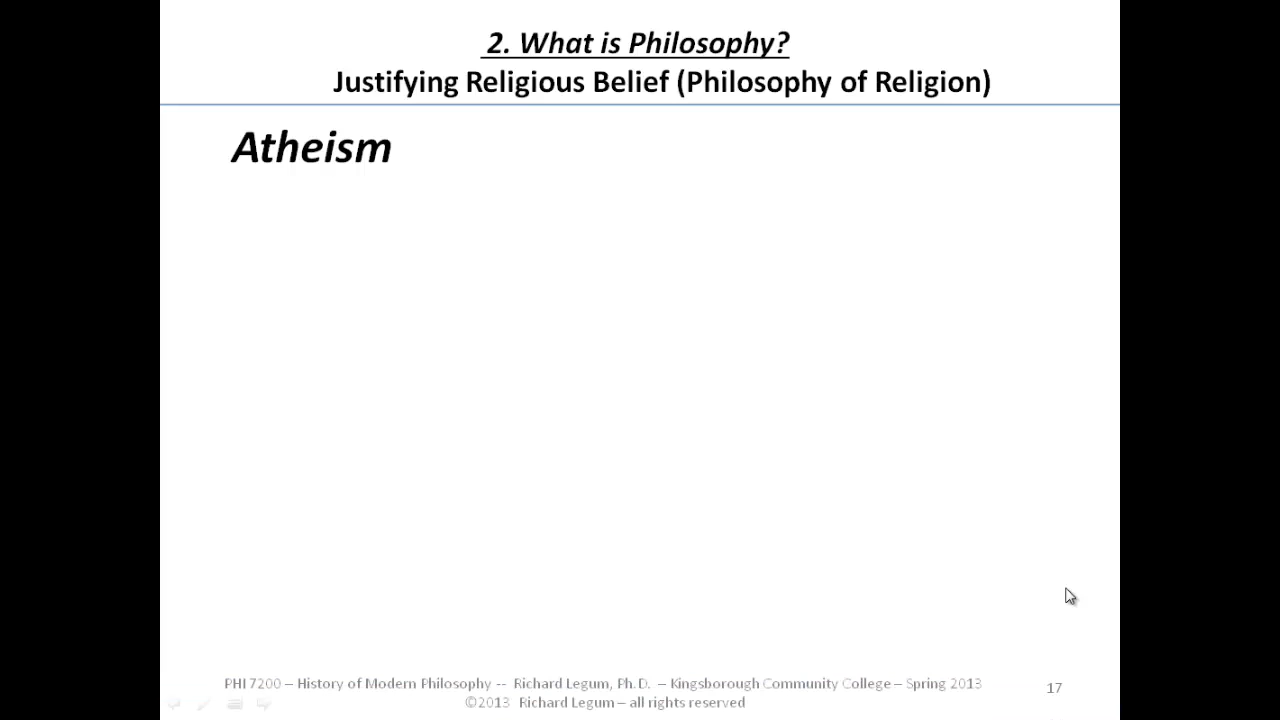 2. What is Philosophy?
Justifying Religious Belief (Philosophy of Religion)
Atheism
PHI 7200 – History of Modern Philosophy -- Richard Legum, Ph. D. – Kingsborough Community College – Spring 2013
17
©2013 Richard Legum – all rights reserved